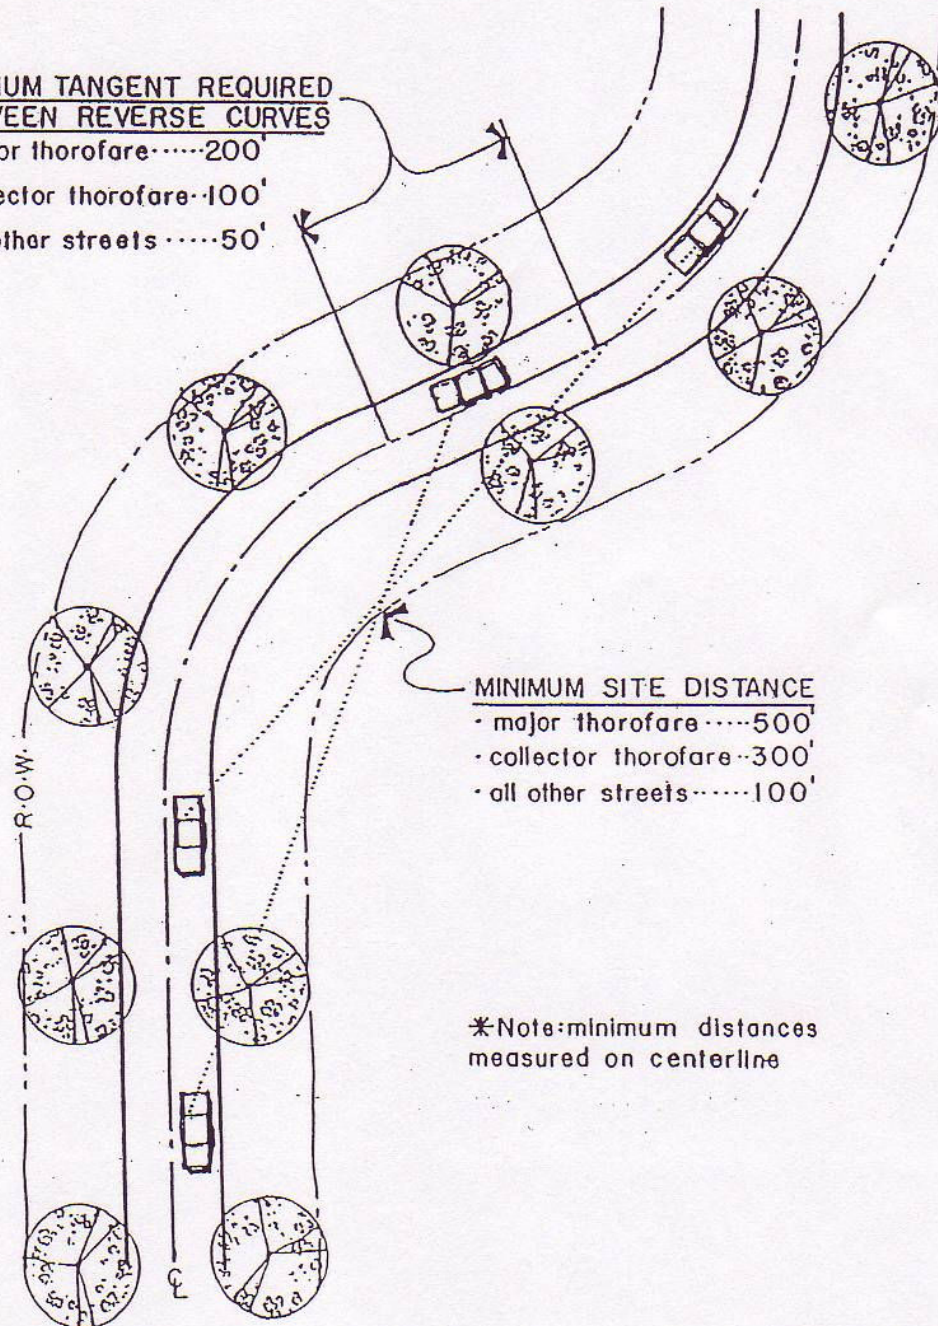 UM TANGENT REQUIRED
EEN REVERSE CURVES
or thorofare······200'
ector thorofare··100'
other streets ·····50'
MINIMUM SITE DISTANCE
· major thorofare ·····500'
· collector thorofare··300'
· all other streets······100'
R.O.W.
*Note:minimum distances
measured on centerline
CL